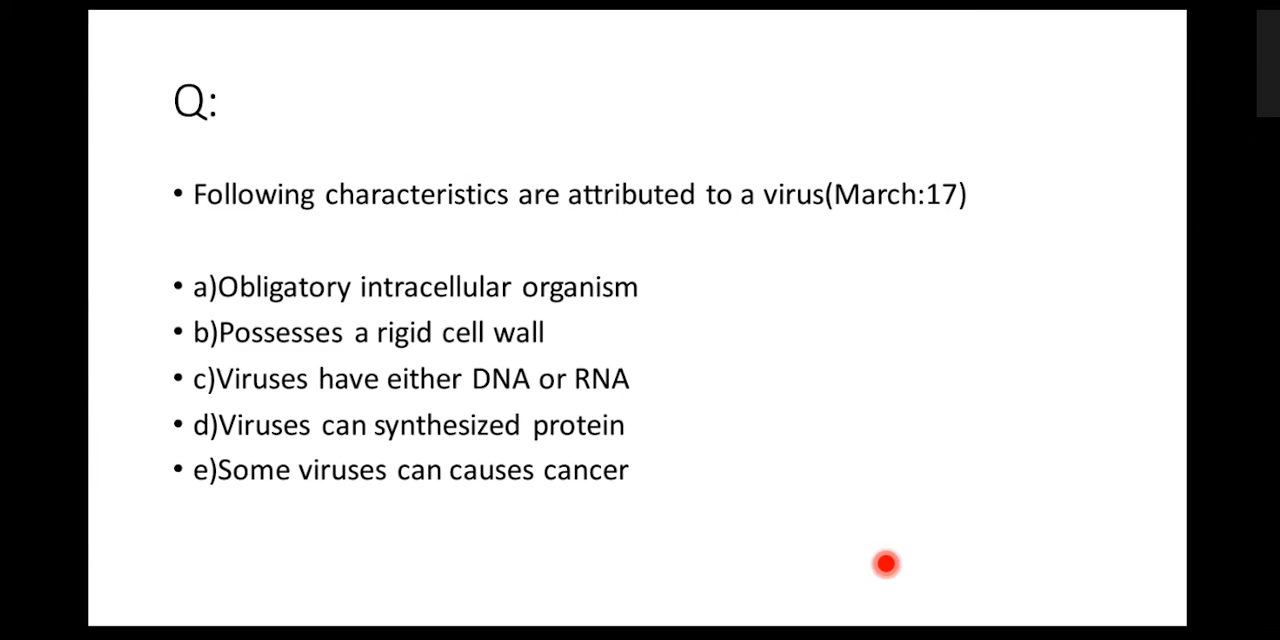 Q:
• Following characteristics are attributed to a virus(March:17)
• a)Obligatory intracellular organism
• b)Possesses a rigid cell wall
• c)Viruses have either DNA or RNA
• d)Viruses can synthesized protein
• e)Some viruses can causes cancer